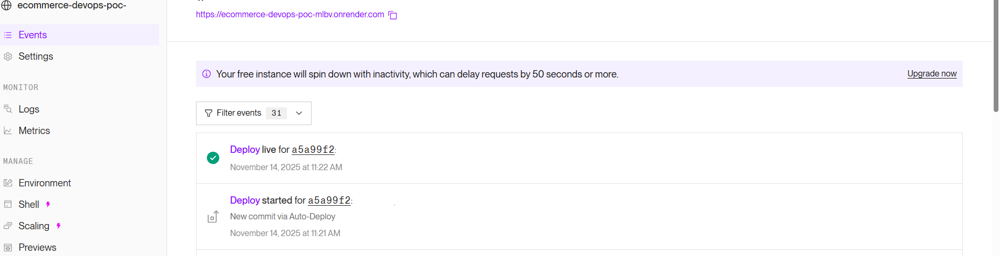 ecommerce-devops-poc-
Events
Settings
MONITOR
Logs
Metrics
MANAGE
Environment
Shell
Scaling
Previews
https://ecommerce-devops-poc-mlbv.onrender.com
Your free instance will spin down with inactivity, which can delay requests by 50 seconds or more.
Upgrade now
Filter events 31
Deploy live for a5a99f2:
November 14, 2025 at 11:22 AM
Deploy started for a5a99f2:
New commit via Auto-Deploy
November 14, 2025 at 11:21 AM